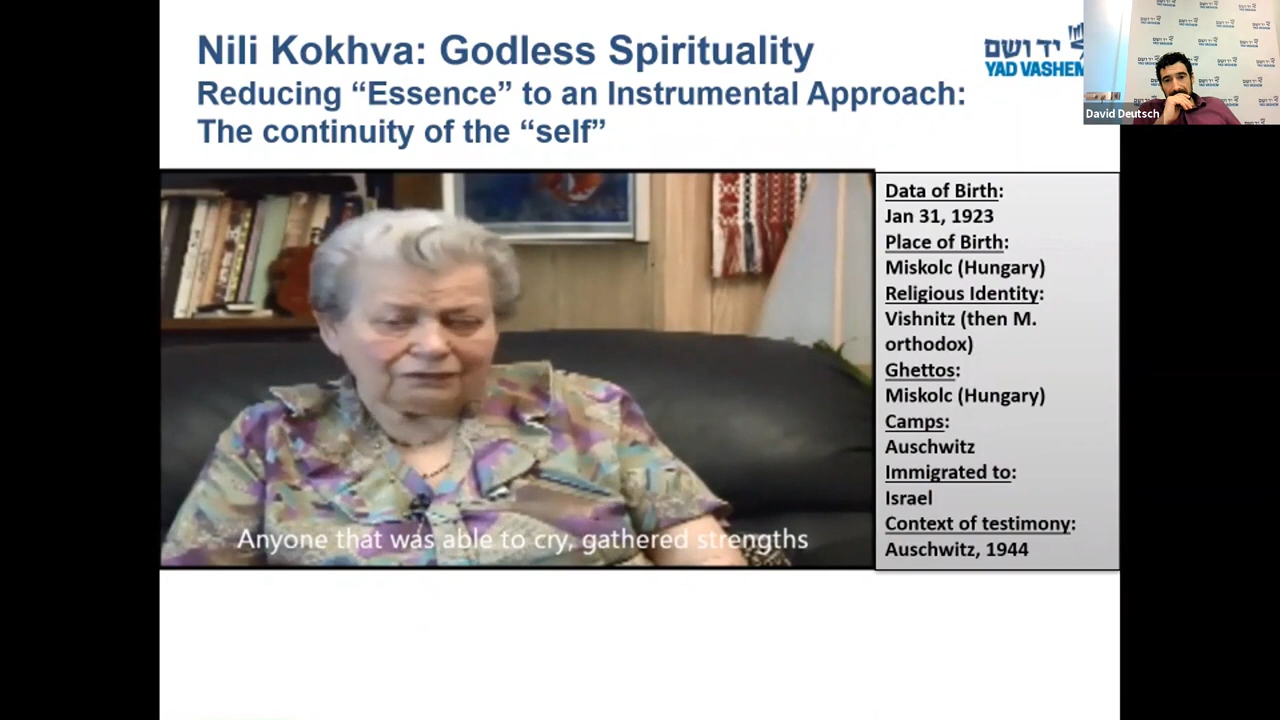 Nili Kokhva: Godless Spirituality
Reducing “Essence” to an Instrumental Approach:
The continuity of the “self”
יד ושם
YAD VASHEM
David Deutsch
Data of Birth:
Jan 31, 1923
Place of Birth:
Miskolc (Hungary)
Religious Identity:
Vishnitz (then M.
orthodox)
Ghettos:
Miskolc (Hungary)
Camps:
Auschwitz
Immigrated to:
Israel
Context of testimony:
Auschwitz, 1944
Anyone that was able to cry, gathered strengths